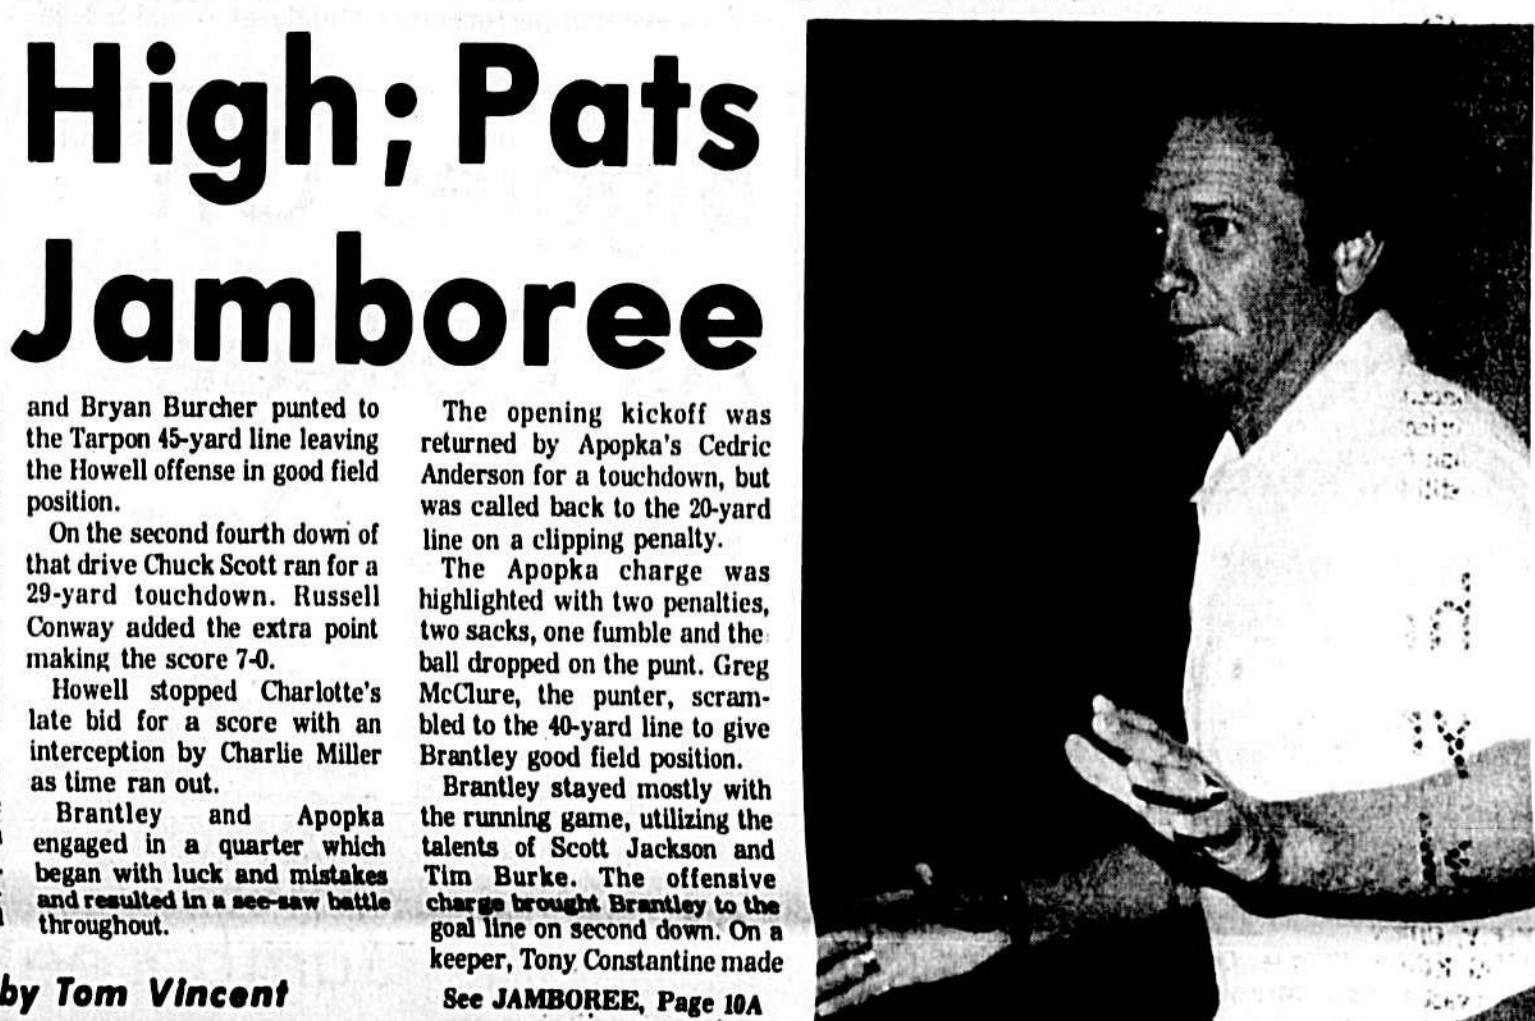 High; Pats
Jamboree
and Bryan Burcher punted to
the Tarpon 45-yard line leaving
the Howell offense in good field
position.
On the second fourth down of
that drive Chuck Scott ran for a
29-yard touchdown. Russell
Conway added the extra point
making the score 7-0.
Howell stopped Charlotte's
late bid for a score with an
interception by Charlie Miller
as time ran out.
Brantley and Apopka
engaged in a quarter which
began with luck and mistakes
and resulted in a see-saw battle
throughout.
by Tom Vincent
The opening kickoff was
returned by Apopka's Cedric
Anderson for a touchdown, but
was called back to the 20-yard
line on a clipping penalty.
The Apopka charge was
highlighted with two penalties,
two sacks, one fumble and the
ball dropped on the punt. Greg
McClure, the punter, scram-
bled to the 40-yard line to give
Brantley good field position.
Brantley stayed mostly with
the running game, utilizing the
talents of Scott Jackson and
Tim Burke. The offensive
charge brought Brantley to the
goal line on second down. On a
keeper, Tony Constantine made
See JAMBOREE, Page 10A